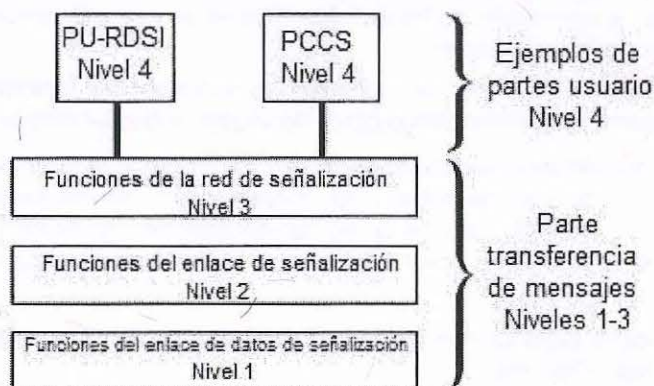 PU-RDSI
Nivel 4
PCCS
Nivel 4
Ejemplos de
partes usuario
Nivel 4
Funciones de la red de señalización
Nivel 3
Funciones del enlace de señalización
Nivel 2
Funciones del enlace de datos de señalización
Nivel 1
Parte
transferencia
de mensajes
Niveles 1-3